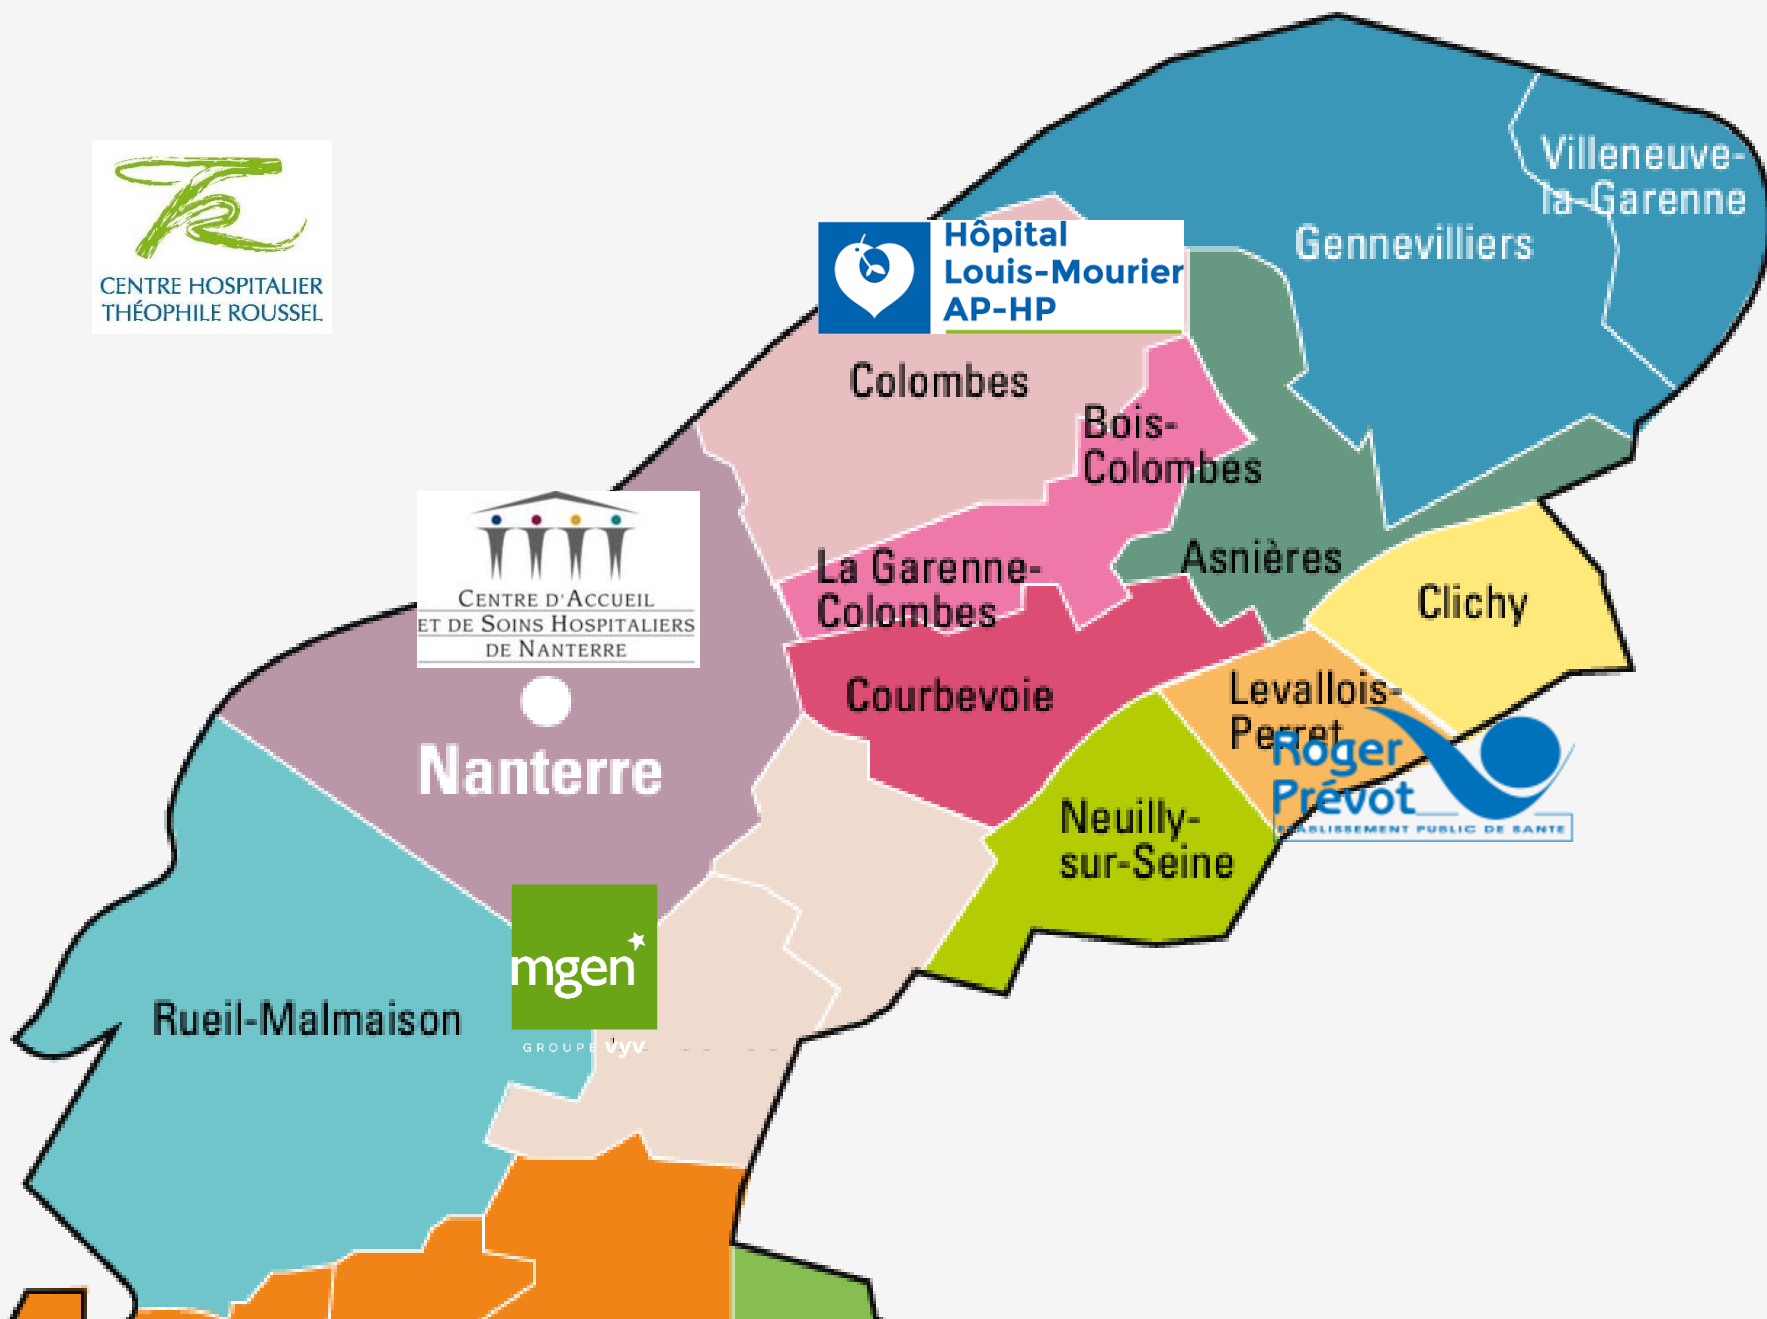 Villeneuve-
la-Garenne
Gennevilliers
CENTRE HOSPITALIER
THÉOPHILE ROUSSEL
Hôpital
Louis-Mourier
AP-HP
Colombes
Bois-
Colombes
La Garenne-
Colombes
Asnières
Clichy
CENTRE D'ACCUEIL
ET DE SOINS HOSPITALIERS
DE NANTERRE
Nanterre
Courbevoie
Levallois-
Perret
Roger
Prévot
ETABLISSEMENT PUBLIC DE SANTE
Neuilly-
sur-Seine
mgen
GROUPE vyv
Rueil-Malmaison